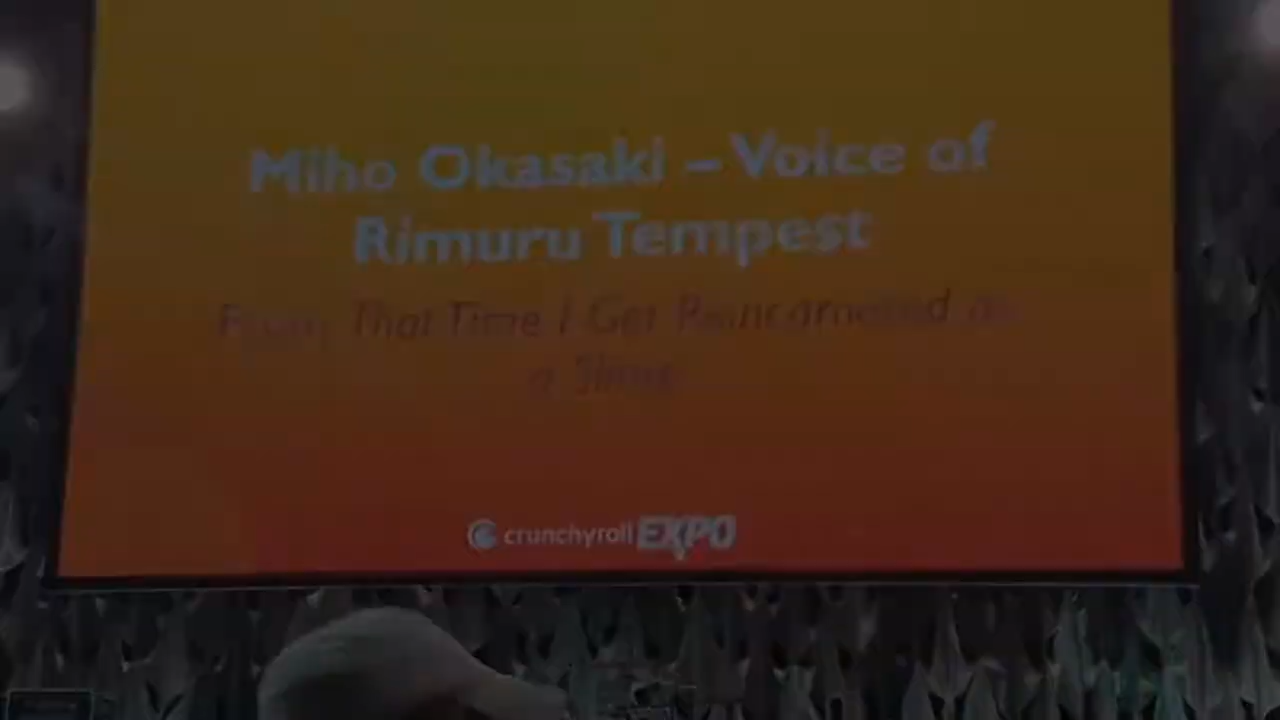 Miho Okasaki – Voice of
Rimuru Tempest
From That Time I Got Reincarnated as
a Slime
crunchyroll EXPO